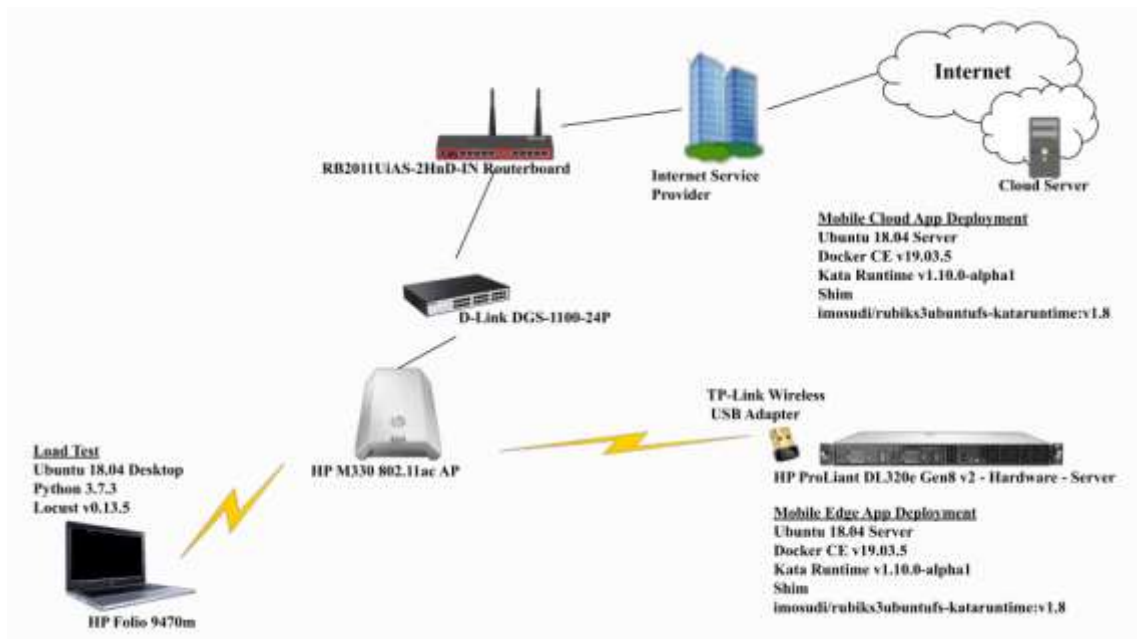 Internet
Cloud Server
RB2011UiAS-2HnD-IN Routerboard
Internet Service
Provider
Mobile Cloud App Deployment
Ubuntu 18.04 Server
Docker CE v19.03.5
Kata Runtime v1.10.0-alpha1
Shim
imosudi/rubiks3ubuntufs-kataruntime:v1.8
D-Link DGS-1100-24P
TP-Link Wireless
USB Adapter
HP M330 802.11ac AP
HP ProLiant DL320e Gen8 v2 - Hardware - Server
Load Test
Ubuntu 18.04 Desktop
Python 3.7.3
Locust v0.13.5
HP Folio 9470m
Mobile Edge App Deployment
Ubuntu 18.04 Server
Docker CE v19.03.5
Kata Runtime v1.10.0-alpha1
Shim
imosudi/rubiks3ubuntufs-kataruntime:v1.8